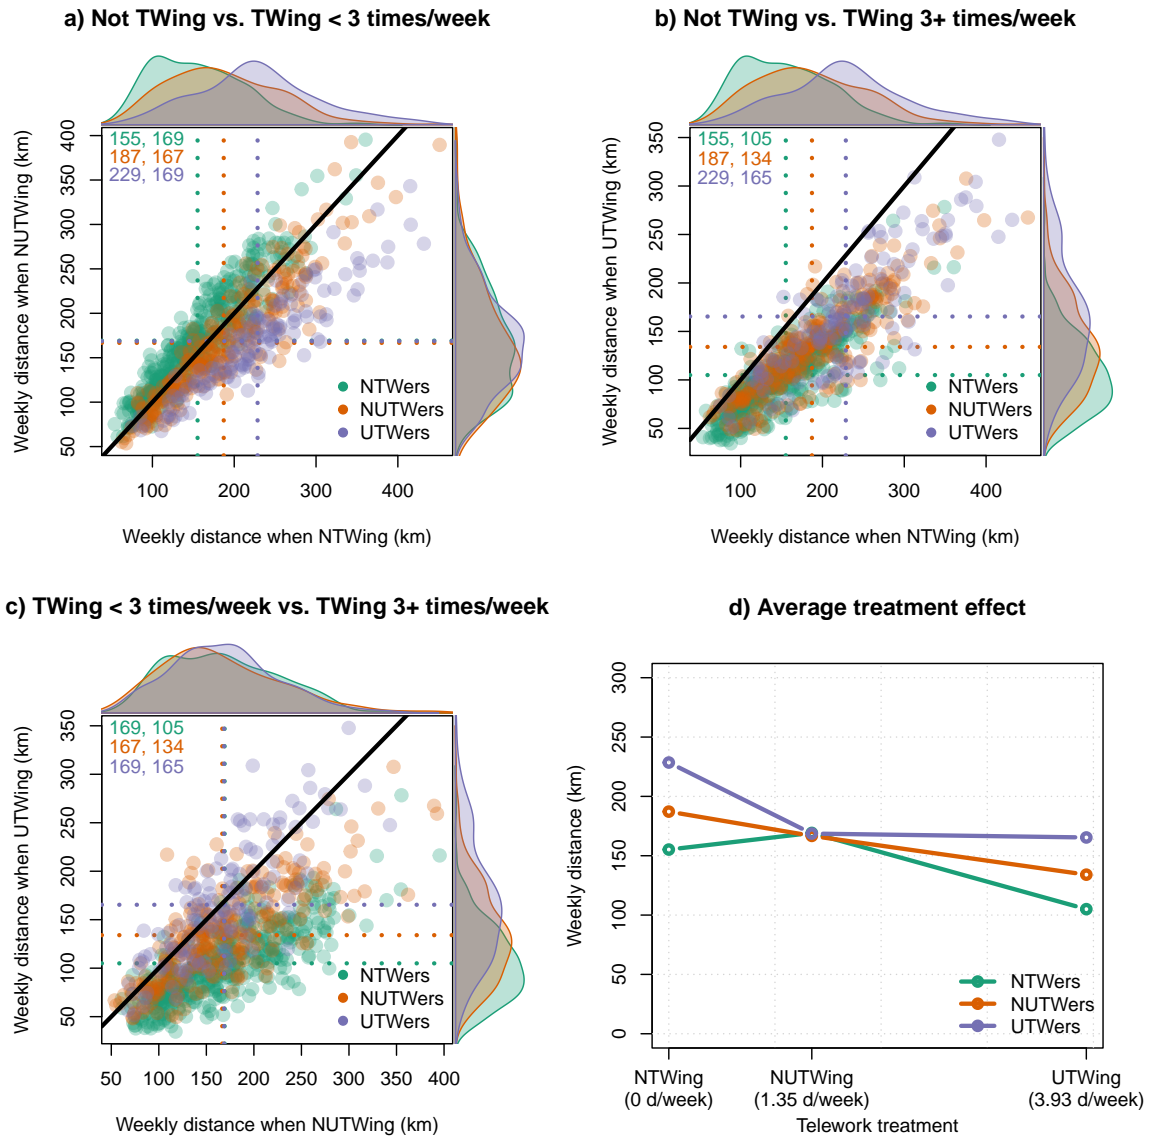 a) Not TWing vs. TWing < 3 times/week
155, 169
187, 167
229, 169
Weekly distance when NUTWing (km)
50
100
150
200
250
300
350
400
NTWers
NUTWers
UTWers
100
200
300
400
Weekly distance when NTWing (km)
b) Not TWing vs. TWing 3+ times/week
155, 105
187, 134
229, 165
Weekly distance when UTWing (km)
50
100
150
200
250
300
350
NTWers
NUTWers
UTWers
100
200
300
400
Weekly distance when NTWing (km)
c) TWing < 3 times/week vs. TWing 3+ times/week
169, 105
167, 134
169, 165
Weekly distance when UTWing (km)
50
100
150
200
250
300
350
NTWers
NUTWers
UTWers
50
100
150
200
250
300
350
400
Weekly distance when NUTWing (km)
d) Average treatment effect
Weekly distance (km)
0
50
100
150
200
250
300
NTWers
NUTWers
UTWers
NTWing
(0 d/week)
NUTWing
(1.35 d/week)
UTWing
(3.93 d/week)
Telework treatment